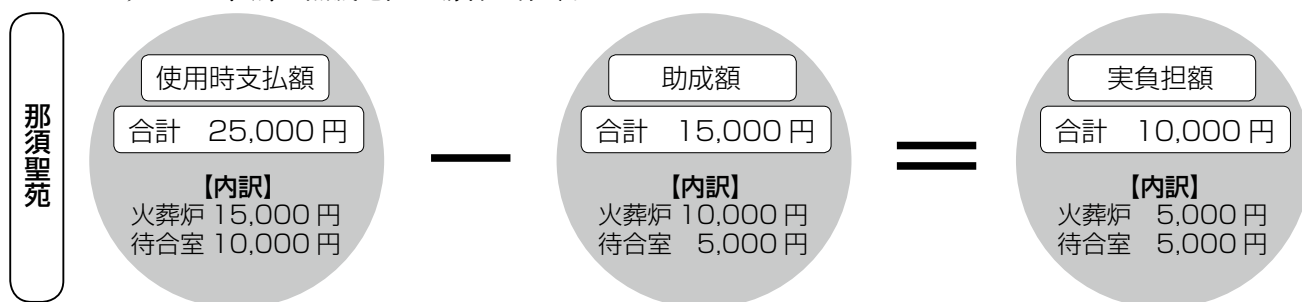 那須聖苑
使用時支払額
合計 25,000 円
【内訳】
火葬炉 15,000 円
待合室 10,000 円
ー
助成額
合計 15,000 円
【内訳】
火葬炉 10,000 円
待合室 5,000 円
＝
実負担額
合計 10,000 円
【内訳】
火葬炉 5,000 円
待合室 5,000 円